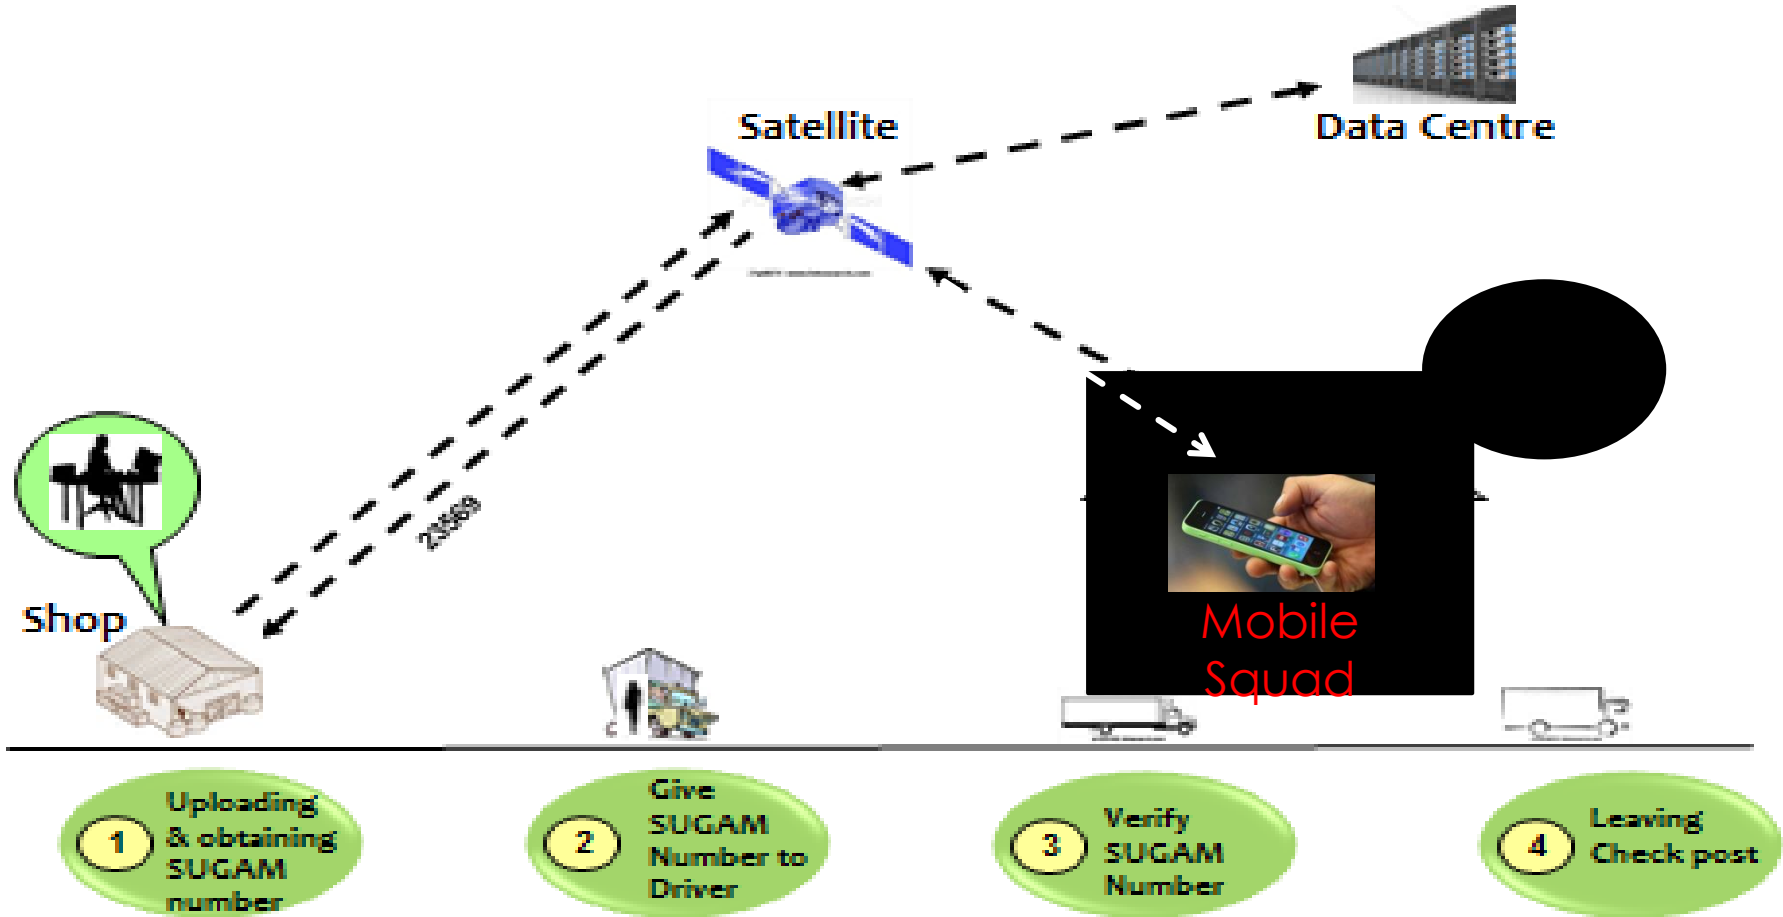 Satellite
Data Centre
23569
Shop
Mobile
Squad
1
Uploading
& obtaining
SUGAM
number
2
Give
SUGAM
Number to
Driver
3
Verify
SUGAM
Number
4
Leaving
Check post